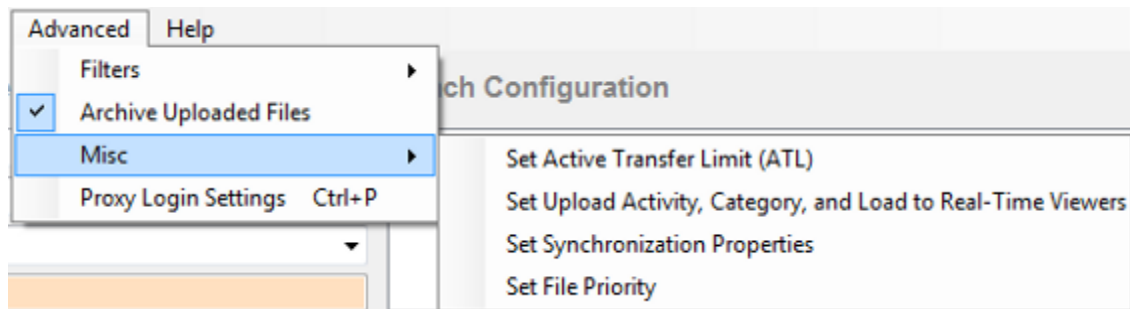 Advanced Help
Filters
ch Configuration
Archive Uploaded Files
Misc
Proxy Login Settings Ctrl+P
Set Active Transfer Limit (ATL)
Set Upload Activity, Category, and Load to Real-Time Viewers
Set Synchronization Properties
Set File Priority